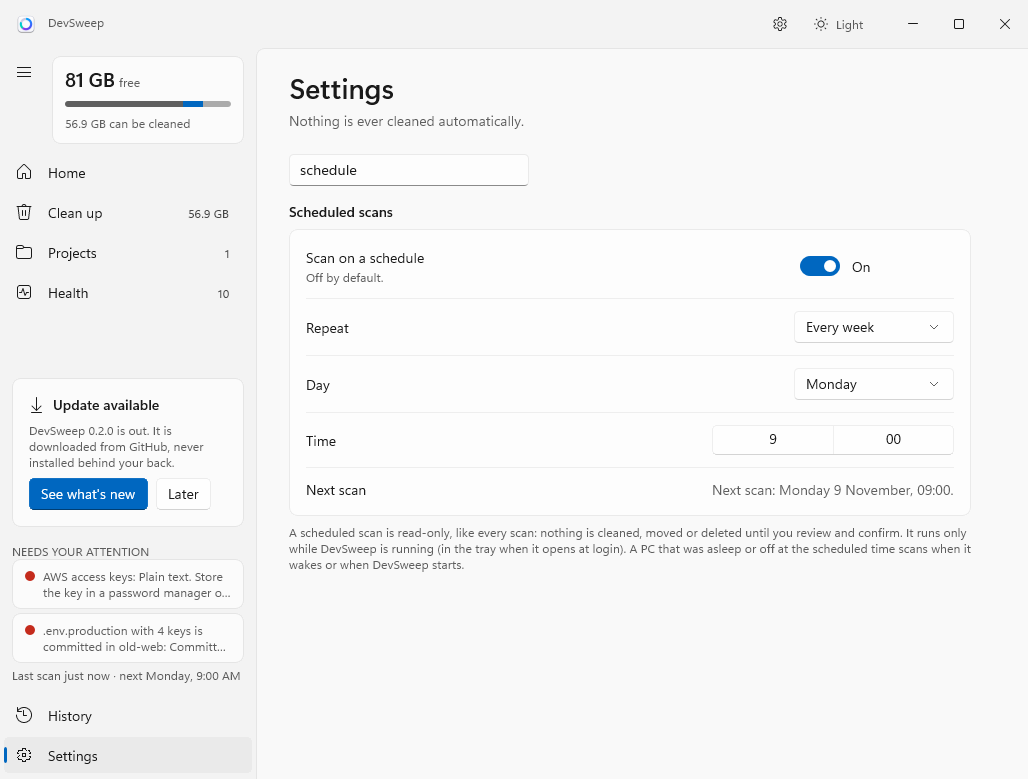 DevSweep
Light
81 GB free
56.9 GB can be cleaned
Home
Clean up 56.9 GB
Projects 1
Health 10
Update available
DevSweep 0.2.0 is out. It is
downloaded from GitHub, never
installed behind your back.
See what's new Later
NEEDS YOUR ATTENTION
AWS access keys: Plain text. Store
the key in a password manager o...
.env.production with 4 keys is
committed in old-web: Committ...
Last scan just now · next Monday, 9:00 AM
History
Settings
Settings
Nothing is ever cleaned automatically.
schedule
Scheduled scans
Scan on a schedule
Off by default.
On
Repeat Every week
Day Monday
Time 9 00
Next scan Next scan: Monday 9 November, 09:00.
A scheduled scan is read-only, like every scan: nothing is cleaned, moved or deleted until you review and confirm. It runs only
while DevSweep is running (in the tray when it opens at login). A PC that was asleep or off at the scheduled time scans when it
wakes or when DevSweep starts.